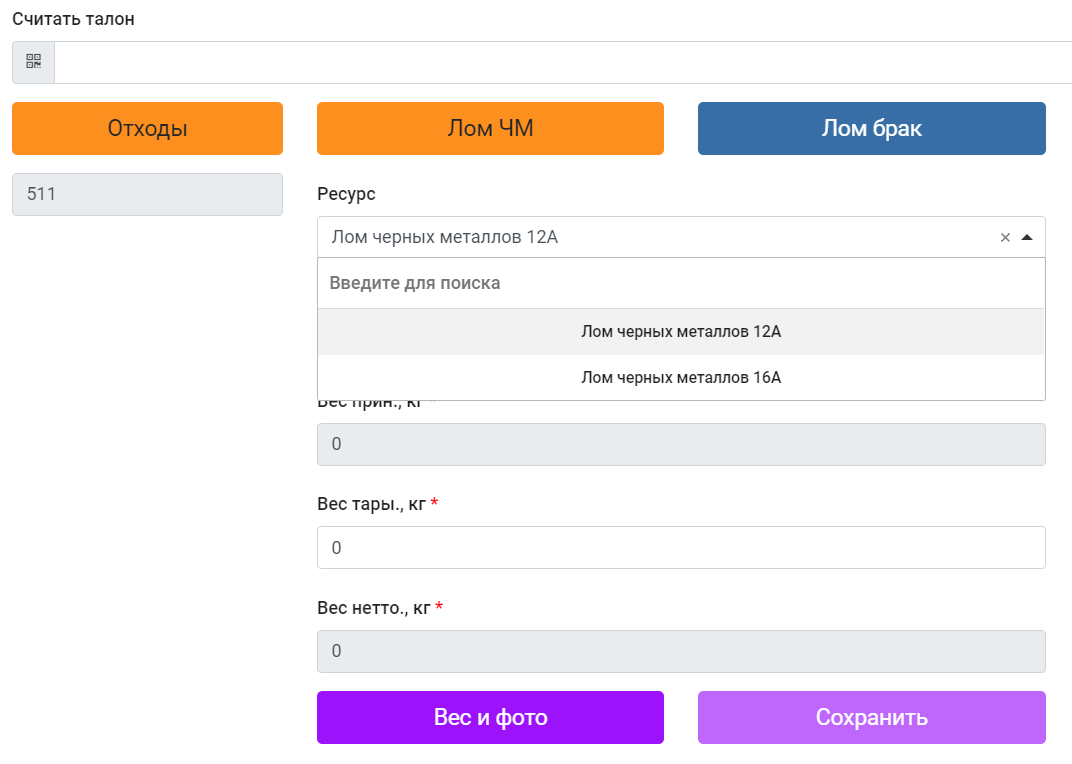 Считать талон
Отходы
Лом ЧМ
Лом брак
511
Ресурс
Лом черных металлов 12А
Введите для поиска
Лом черных металлов 12А
Лом черных металлов 16А
Вес прин., кг *
0
Вес тары., кг *
0
Вес нетто., кг *
0
Вес и фото
Сохранить